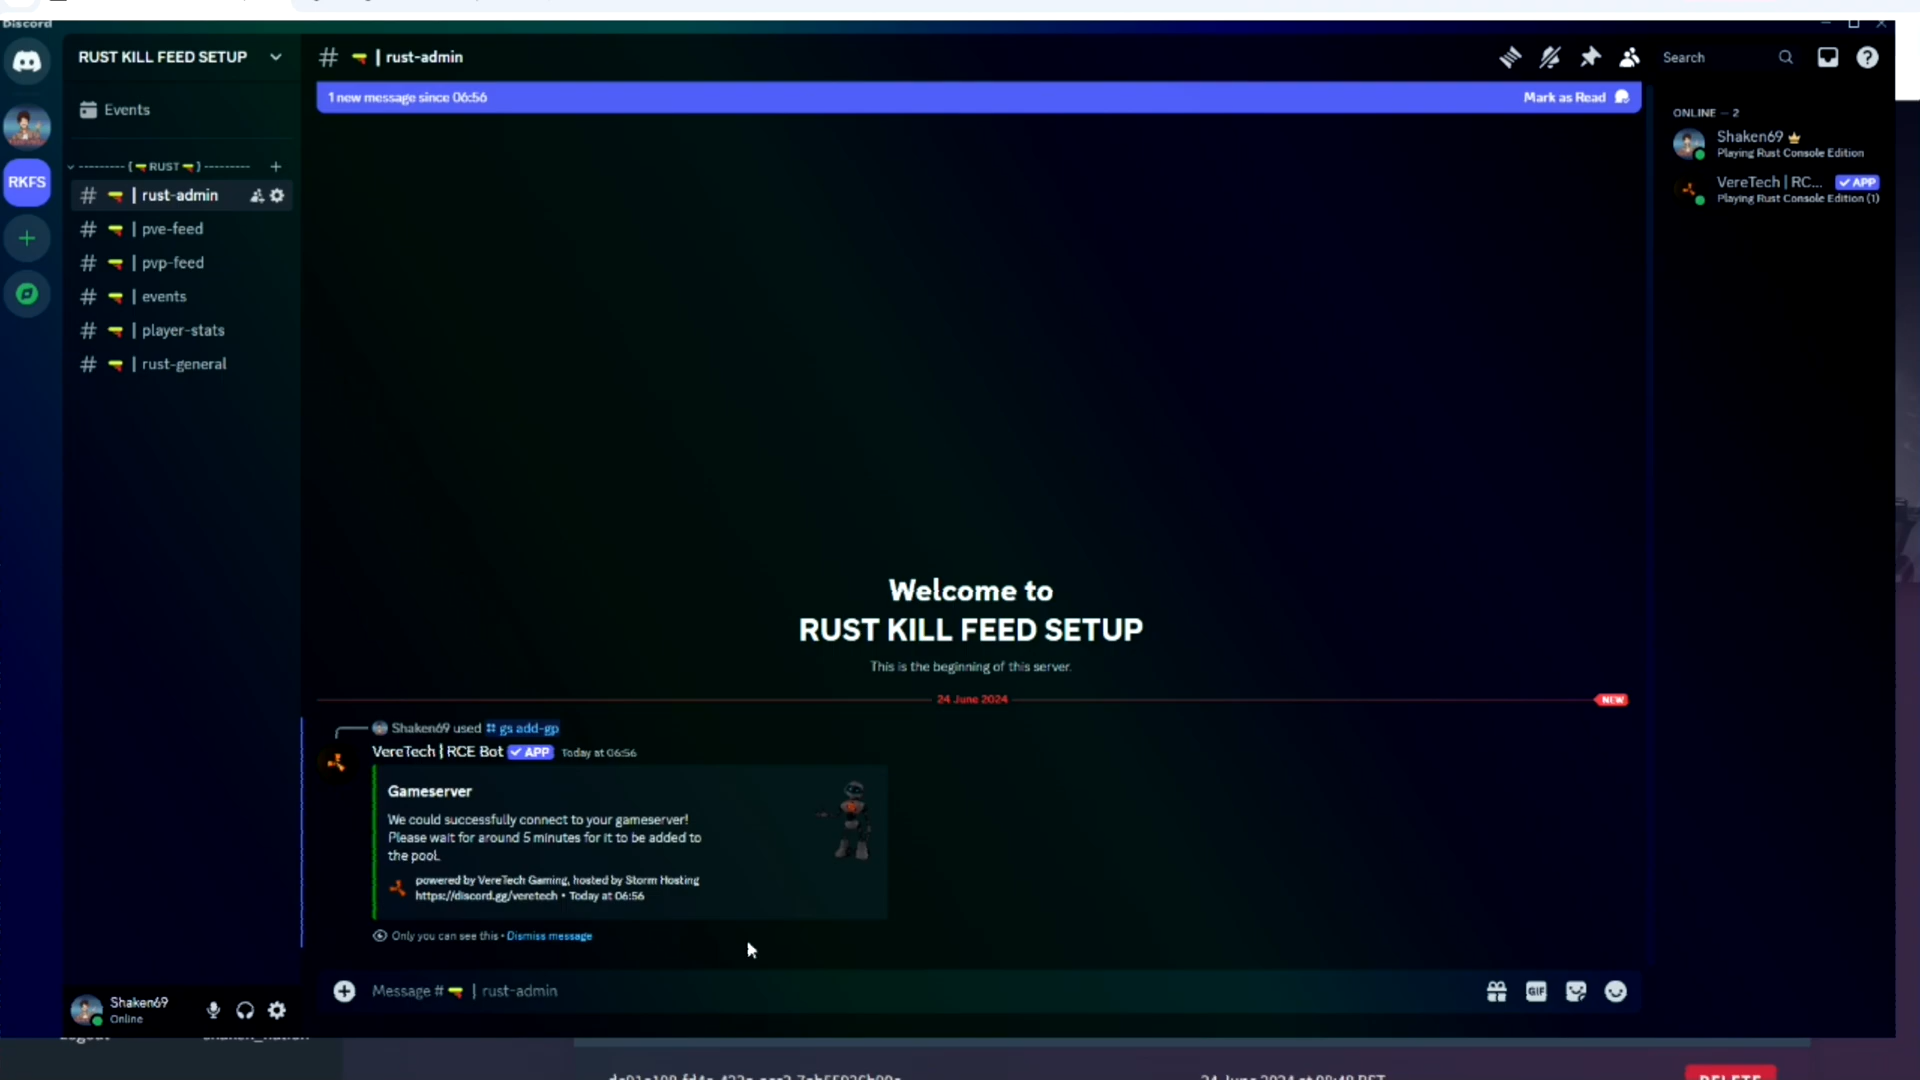 Discord
RUST KILL FEED SETUP
# | rust-admin
Search
1 new message since 06:56
Mark as Read
Events
RKFS
--------- { RUST } ---------
# | rust-admin
# | pve-feed
# | pvp-feed
# | events
# | player-stats
# | rust-general
ONLINE — 2
Shaken69
Playing Rust Console Edition
VereTech | RC... APP
Playing Rust Console Edition (1)
Welcome to
RUST KILL FEED SETUP
This is the beginning of this server.
24 June 2024
NEW
Shaken69 used gs add-gp
VereTech | RCE Bot APP Today at 06:56
Gameserver
We could successfully connect to your gameserver!
Please wait for around 5 minutes for it to be added to
the pool.
powered by VereTech Gaming, hosted by Storm Hosting
https://discord.gg/veretech • Today at 06:56
Only you can see this • Dismiss message
Message # | rust-admin
GIF
Shaken69
Online
Logout
shaken_nation
DELETE